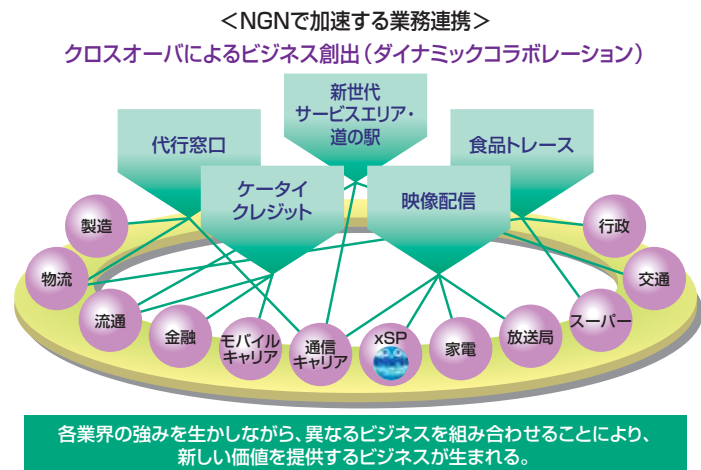 ＜NGNで加速する業務連携＞
クロスオーバによるビジネス創出（ダイナミックコラボレーション）
新世代
サービスエリア・
道の駅
代行窓口
食品トレース
ケータイ
クレジット
映像配信
製造
行政
物流
交通
流通
スーパー
金融
モバイル
キャリア
通信
キャリア
xSP
家電
放送局
各業界の強みを生かしながら、異なるビジネスを組み合わせることにより、
新しい価値を提供するビジネスが生まれる。